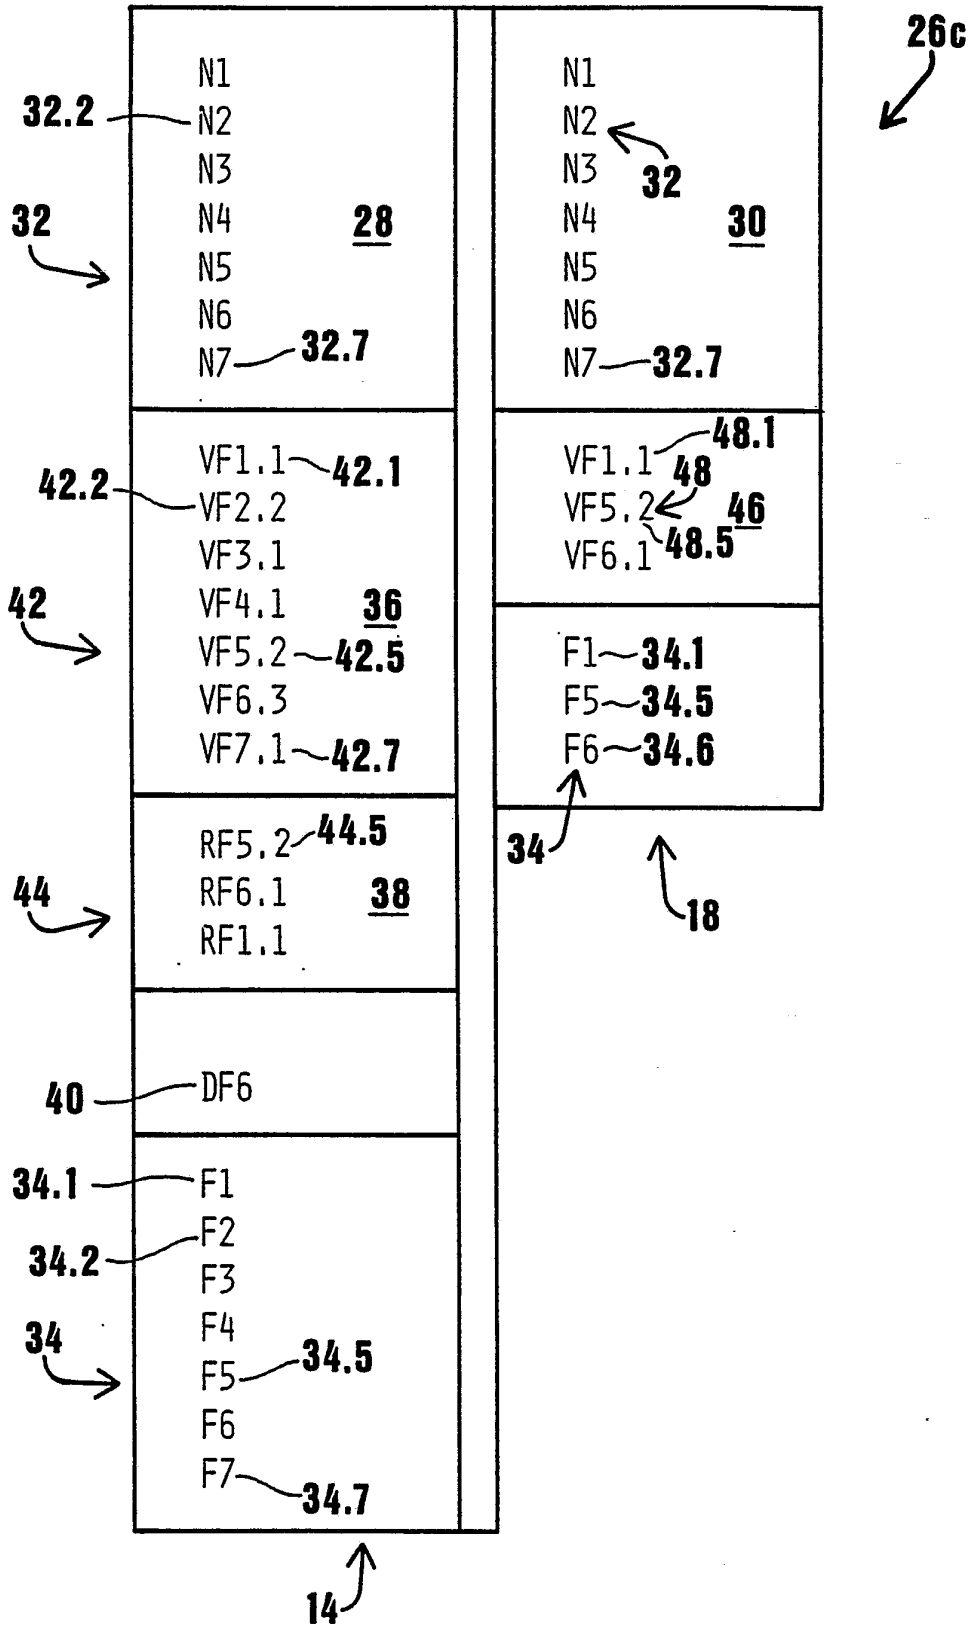 26c
N1 N1
32.2 N2 N2
N3 N3 32
32 N4 28 N4 30
N5 N5
N6 N6
N7 32.7 N7 32.7
VF1.1 42.1 VF1.1 48.1
42.2 VF2.2 VF5.2 48 46
VF3.1 VF6.1 48.5
42 VF4.1 36
VF5.2 42.5 F1 34.1
VF6.3 F5 34.5
VF7.1 42.7 F6 34.6
RF5.2 44.5 34
44 RF6.1 38 18
RF1.1
40 DF6
34.1 F1
34.2 F2
F3
34 F4
F5 34.5
F6
F7 34.7
14